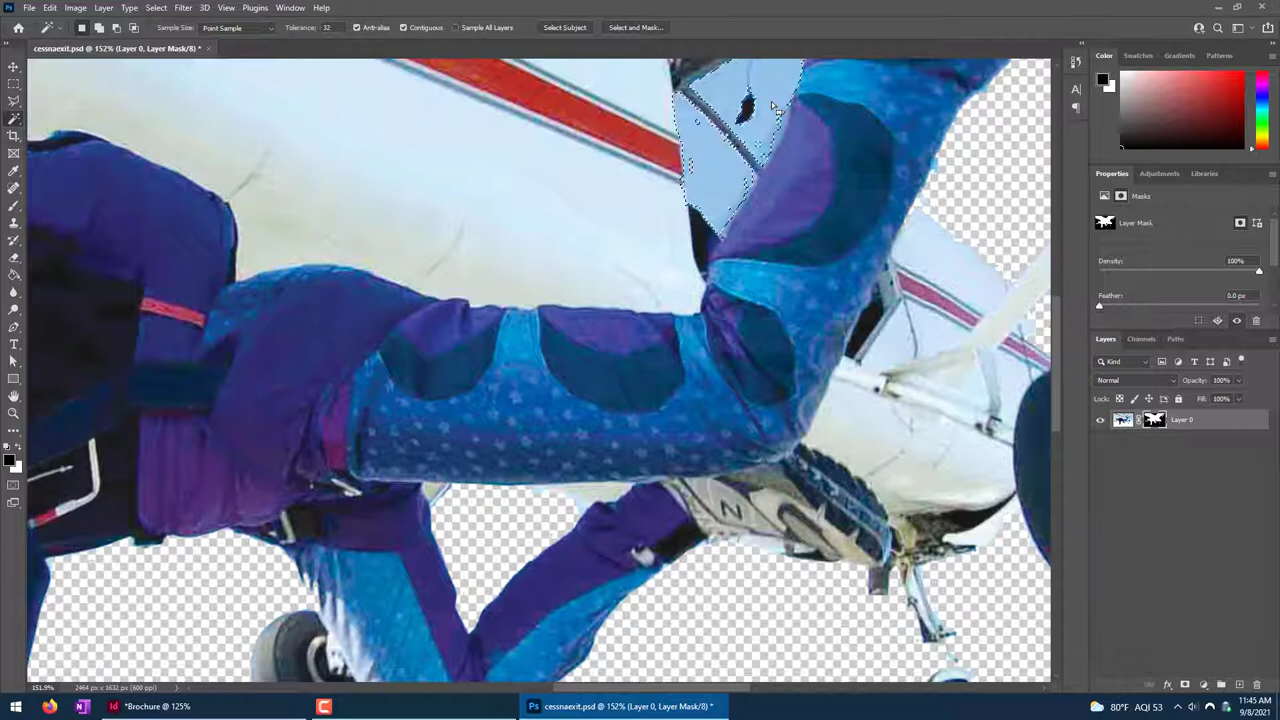 File Edit Image Layer Type Select Filter 3D View Plugins Window Help
Sample Size: Point Sample Tolerance: 32 Anti-alias Contiguous Sample All Layers Select Subject Select and Mask...
cessnaexit.psd @ 152% (Layer 0, Layer Mask/8) * ×
Color Swatches Gradients Patterns
Properties Adjustments Libraries
Masks
Layer Mask
Density: 100%
Feather: 0.0 px
Layers Channels Paths
Kind
Normal Opacity: 100%
Lock: Fill: 100%
Layer 0
N
151.9% 2464 px x 1632 px (600 ppi)
*Brochure @ 125% cessnaexit.psd @ 152% (Layer 0, Layer Mask/8) * 80°F AQI 53 11:45 AM
9/8/2021